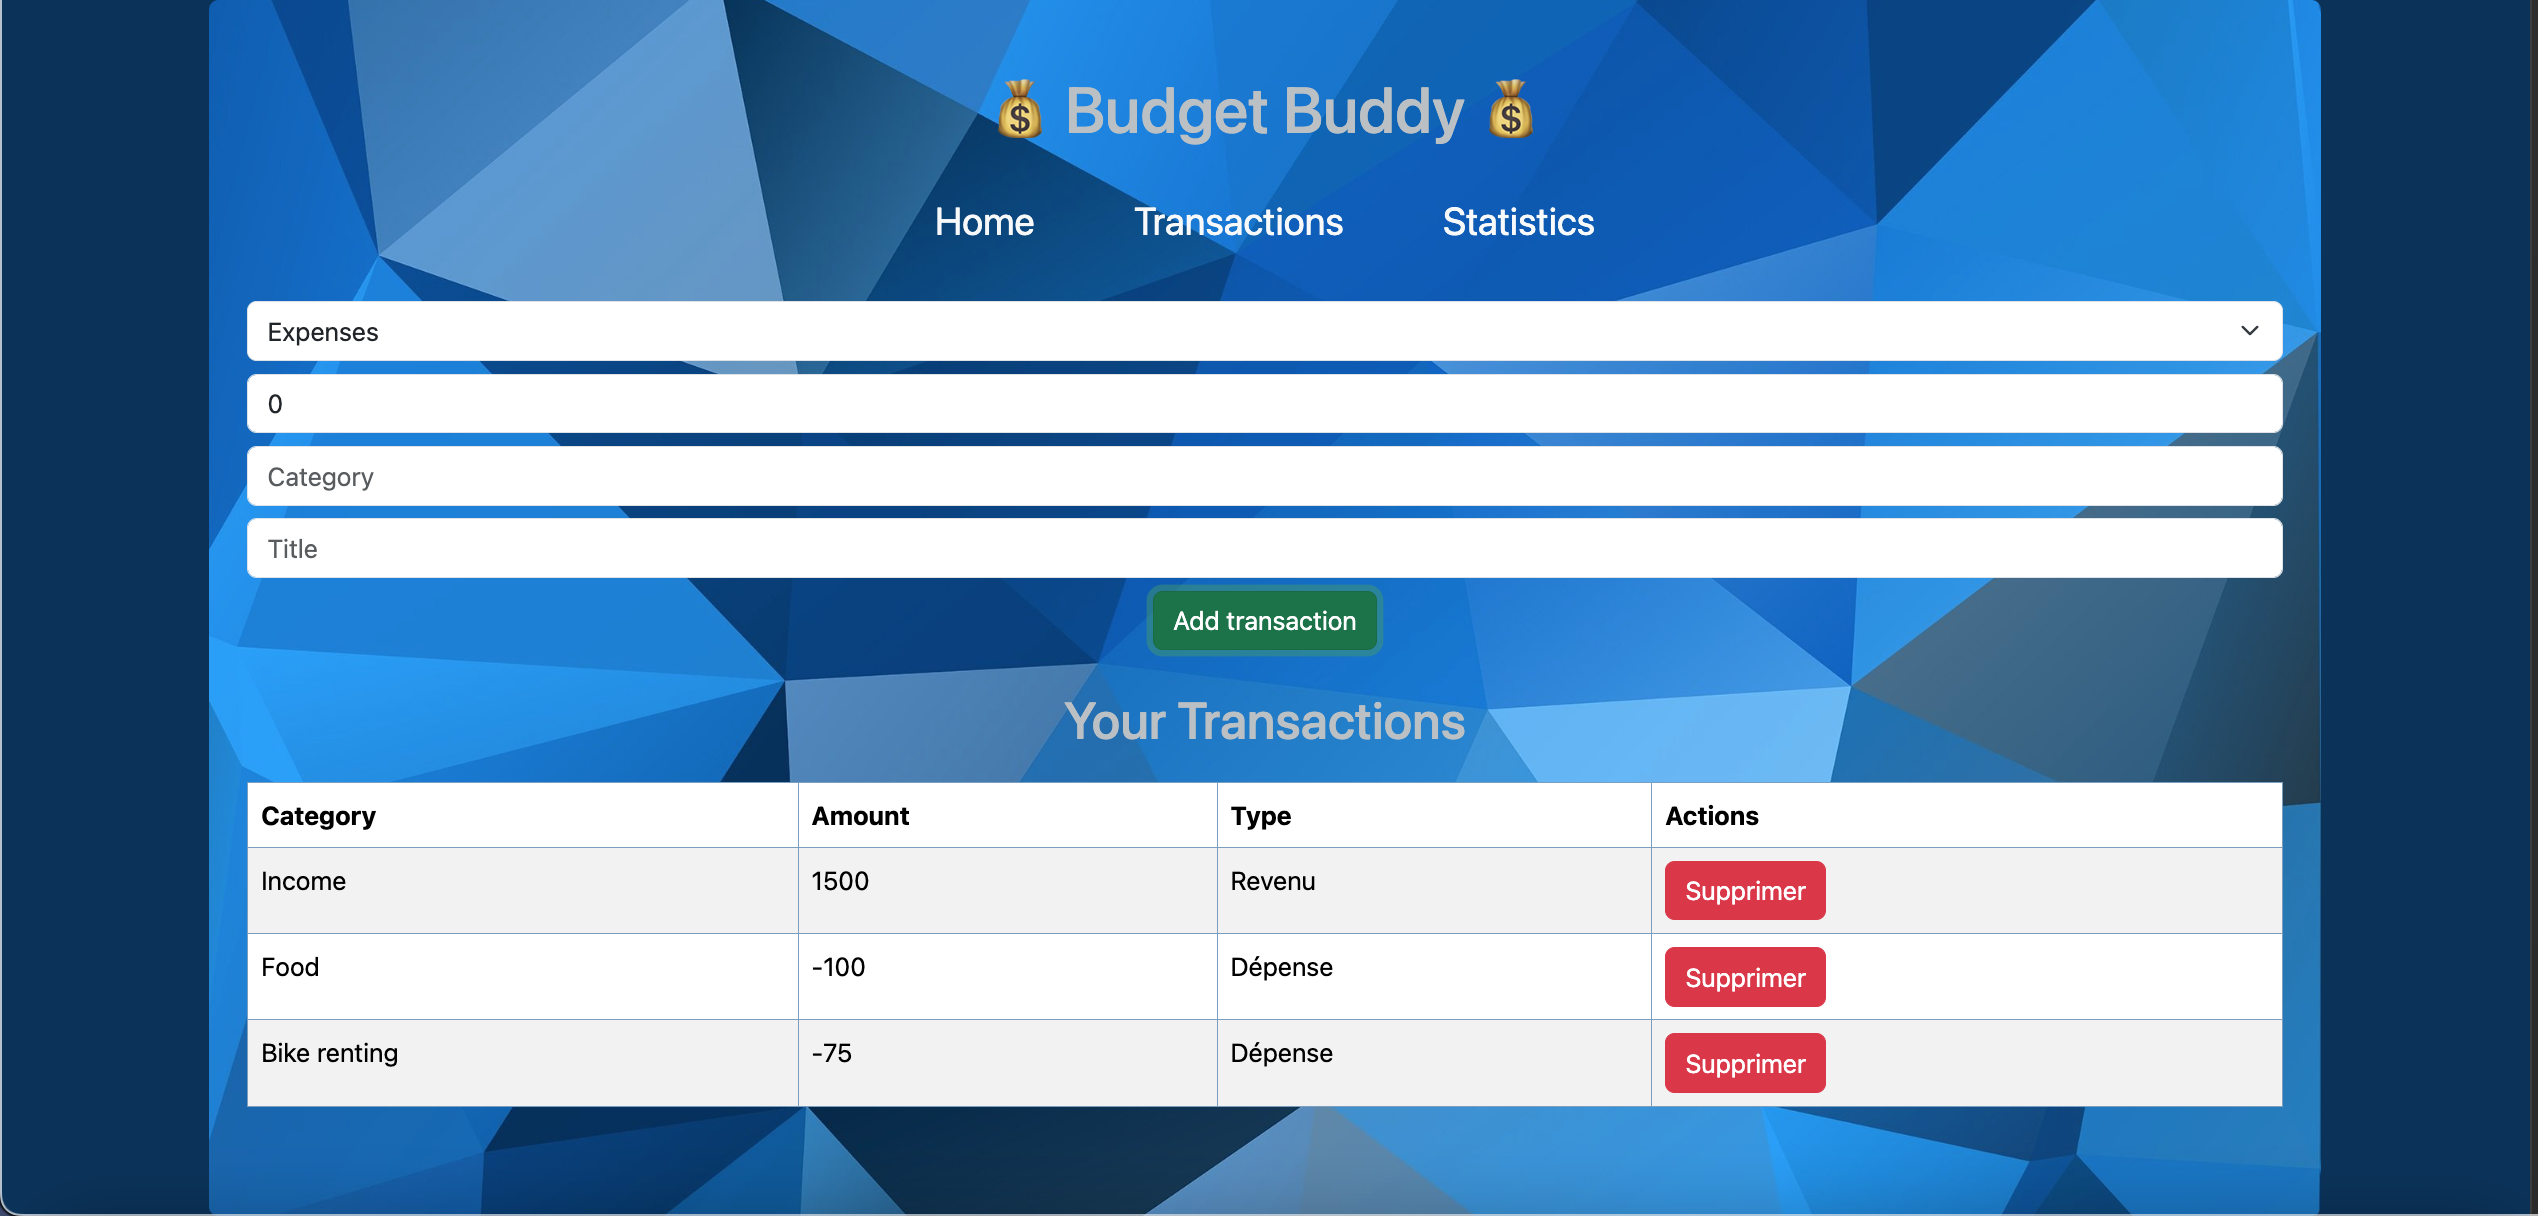 💰 Budget Buddy 💰
Home Transactions Statistics
Expenses
0
Category
Title
Add transaction
Your Transactions
Category Amount Type Actions
Income 1500 Revenu Supprimer
Food -100 Dépense Supprimer
Bike renting -75 Dépense Supprimer